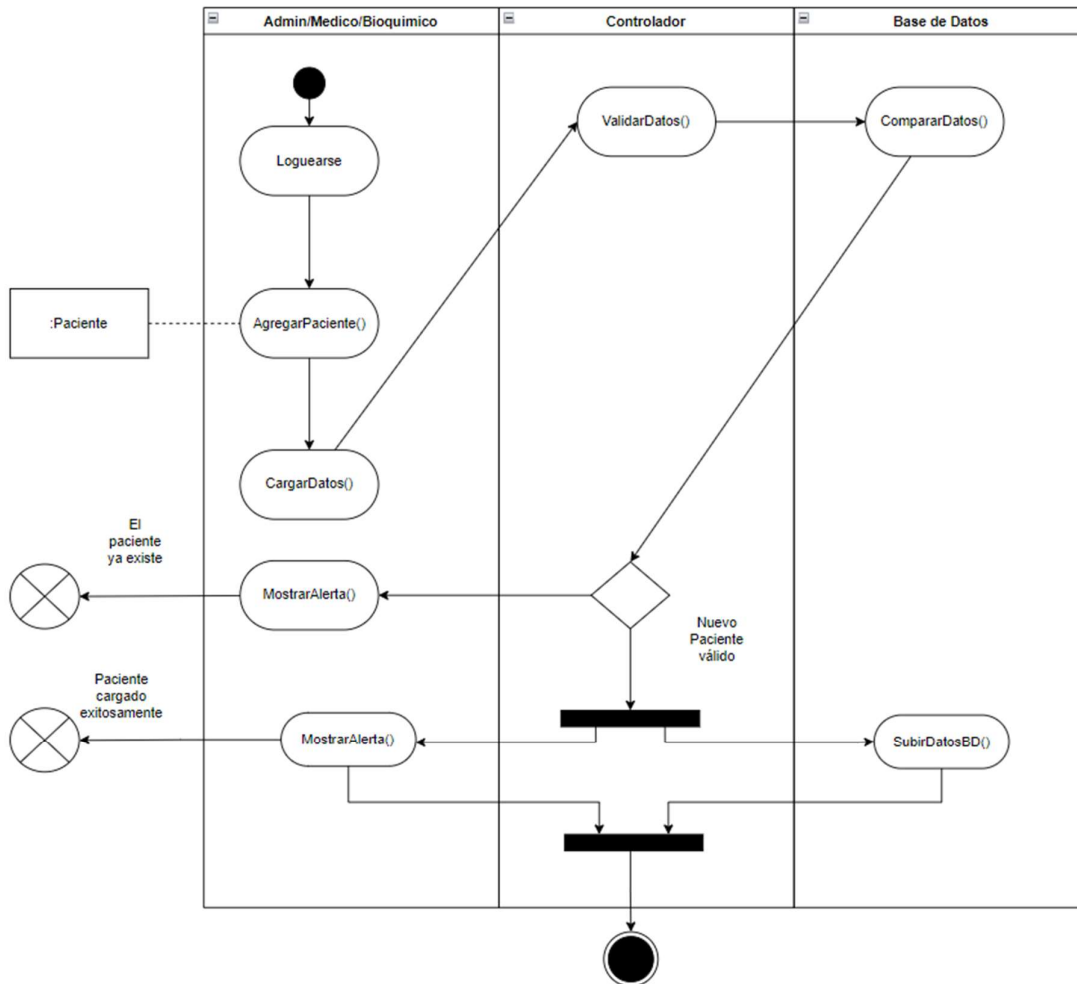 Admin/Medico/Bioquimico
Controlador
Base de Datos
Loguearse
ValidarDatos()
CompararDatos()
:Paciente
AgregarPaciente()
CargarDatos()
El
paciente
ya existe
MostrarAlerta()
Nuevo
Paciente
válido
Paciente
cargado
exitosamente
MostrarAlerta()
SubirDatosBD()